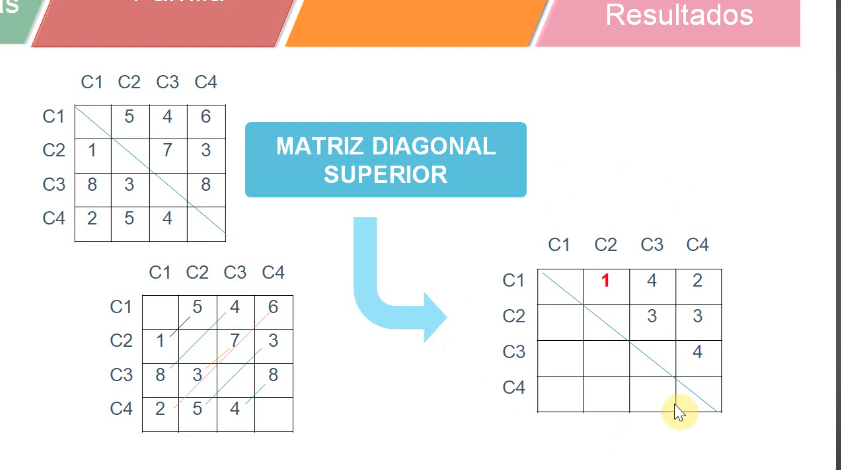 Resultados
C1 C2 C3 C4
C1 5 4 6
C2 1 7 3
C3 8 3 8
C4 2 5 4
MATRIZ DIAGONAL
SUPERIOR
C1 C2 C3 C4
C1 5 4 6
C2 1 7 3
C3 8 3 8
C4 2 5 4
C1 C2 C3 C4
C1 1 4 2
C2 3 3
C3 4
C4